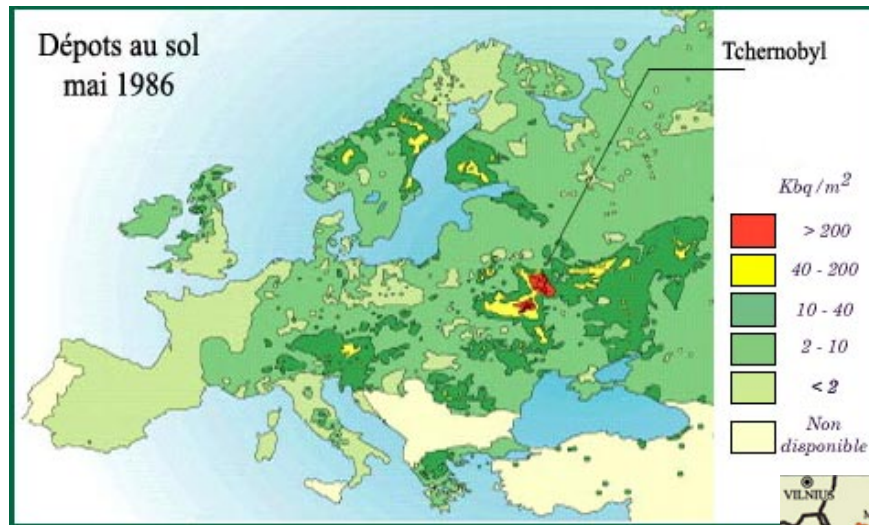 Dépots au sol
mai 1986
Tchernobyl
Kbq/m²
> 200
40 - 200
10 - 40
2 - 10
< 2
Non
disponible
VILNIUS
M